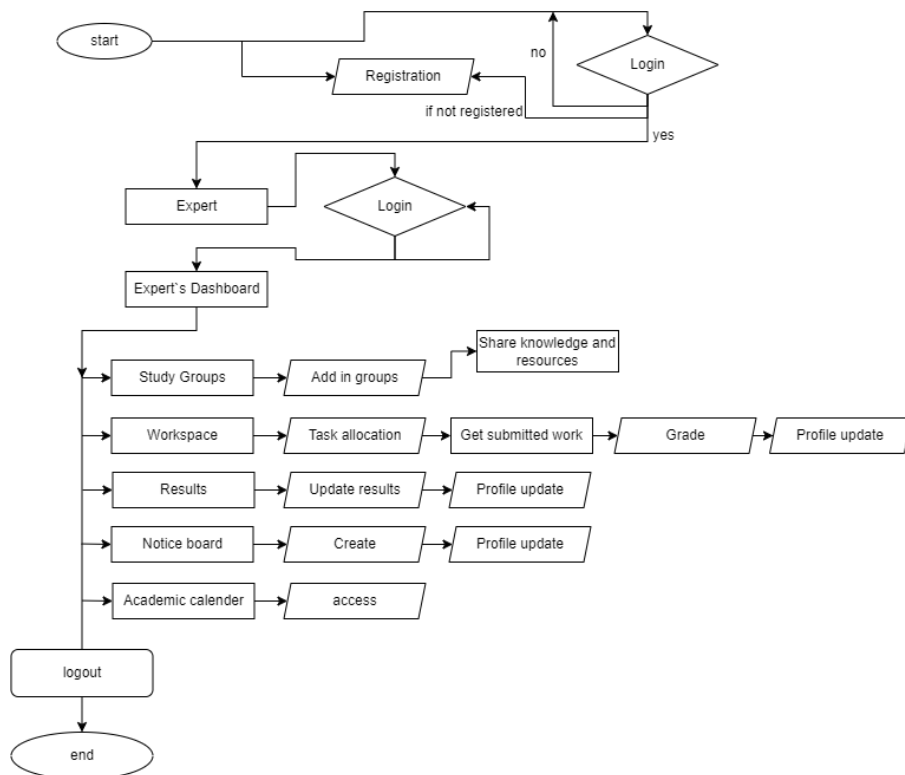 start
no
Login
Registration
if not registered
yes
Expert
Login
Expert`s Dashboard
Share knowledge and
resources
Study Groups
Add in groups
Workspace
Task allocation
Get submitted work
Grade
Profile update
Results
Update results
Profile update
Notice board
Create
Profile update
Academic calender
access
logout
end